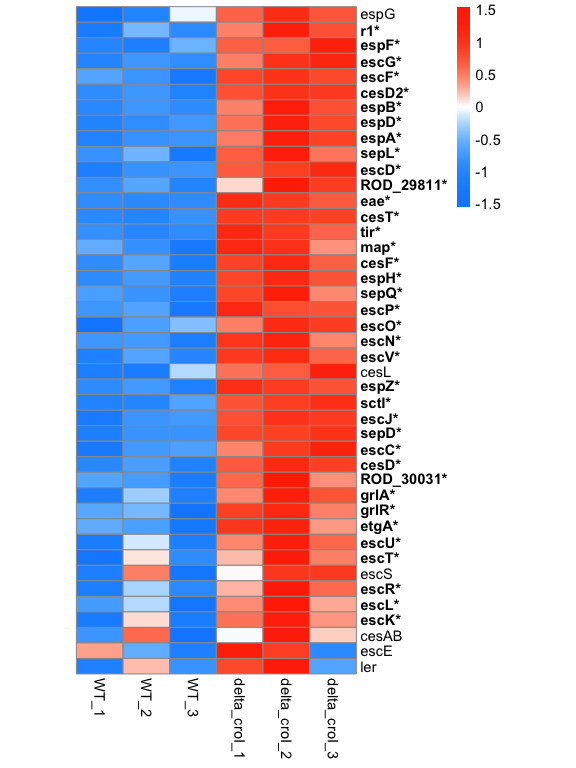 espG
r1*
espF*
escG*
escF*
cesD2*
espB*
espD*
espA*
sepL*
escD*
ROD_29811*
eae*
cesT*
tir*
map*
cesF*
espH*
sepQ*
escP*
escO*
escN*
escV*
cesL
espZ*
sctI*
escJ*
sepD*
escC*
cesD*
ROD_30031*
grlA*
grlR*
etgA*
escU*
escT*
escS
escR*
escL*
escK*
cesAB
escE
ler
WT_1
WT_2
WT_3
delta_croI_1
delta_croI_2
delta_croI_3
1.5
1
0.5
0
-0.5
-1
-1.5